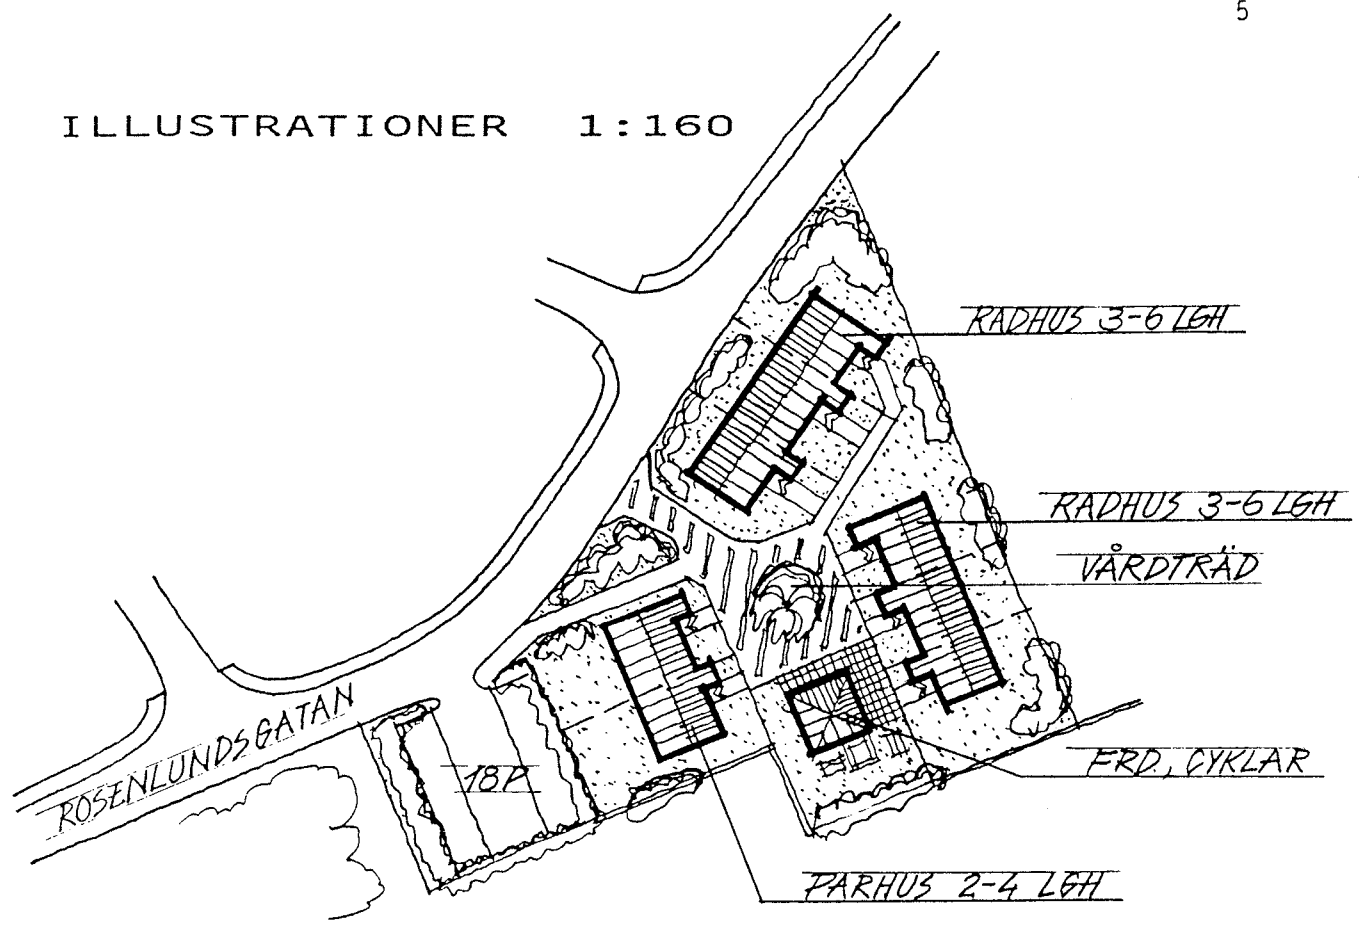 5
ILLUSTRATIONER 1:160
RADHUS 3-6 LGH
RADHUS 3-6 LGH
VÅRDTRÄD
ROSENLUNDSGATAN
18P
FRD., CYKLAR
PARHUS 2-4 LGH